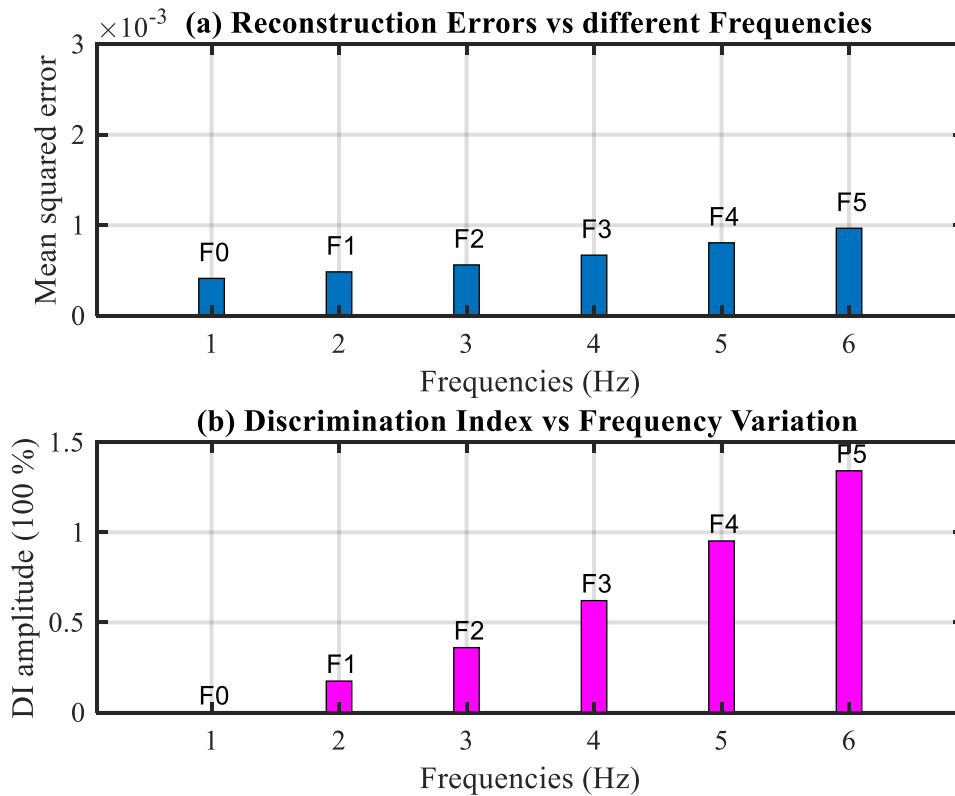 ×10⁻³
(a) Reconstruction Errors vs different Frequencies
Mean squared error
3
2
1
0
F0
F1
F2
F3
F4
F5
1 2 3 4 5 6
Frequencies (Hz)
(b) Discrimination Index vs Frequency Variation
DI amplitude (100 %)
1.5
1
0.5
0
F0
F1
F2
F3
F4
F5
1 2 3 4 5 6
Frequencies (Hz)